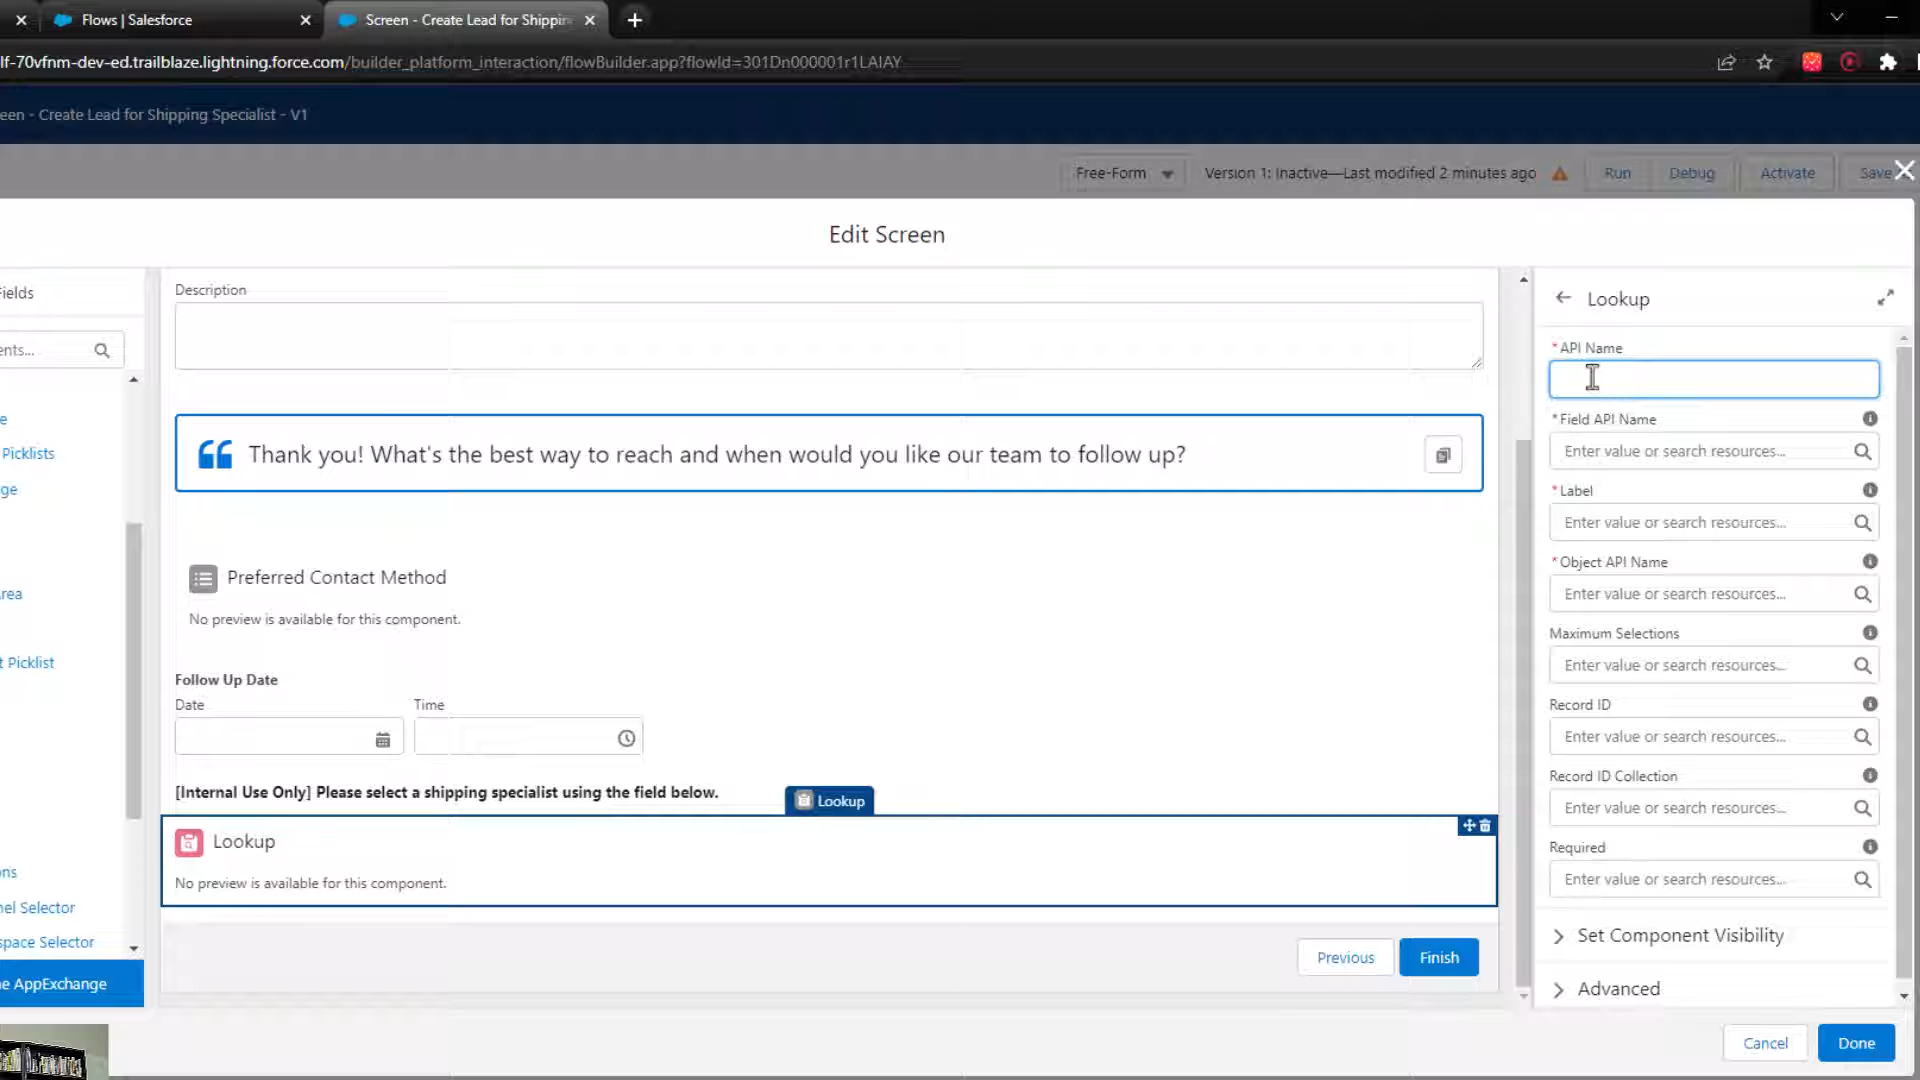 Flows | Salesforce
Screen - Create Lead for Shippin
lf-70vfnm-dev-ed.trailblaze.lightning.force.com/builder_platform_interaction/flowBuilder.app?flowId=301Dn000001r1LAIAY
een - Create Lead for Shipping Specialist - V1
Free-Form
Version 1: Inactive—Last modified 2 minutes ago
Run
Debug
Activate
Save
Edit Screen
Fields
ents...
e
Picklists
ge
rea
t Picklist
ons
nel Selector
space Selector
e AppExchange
Description
Thank you! What's the best way to reach and when would you like our team to follow up?
Preferred Contact Method
No preview is available for this component.
Follow Up Date
Date
Time
[Internal Use Only] Please select a shipping specialist using the field below.
Lookup
Lookup
No preview is available for this component.
Previous
Finish
Lookup
*API Name
*Field API Name
Enter value or search resources...
*Label
Enter value or search resources...
*Object API Name
Enter value or search resources...
Maximum Selections
Enter value or search resources...
Record ID
Enter value or search resources...
Record ID Collection
Enter value or search resources...
Required
Enter value or search resources...
Set Component Visibility
Advanced
Cancel
Done